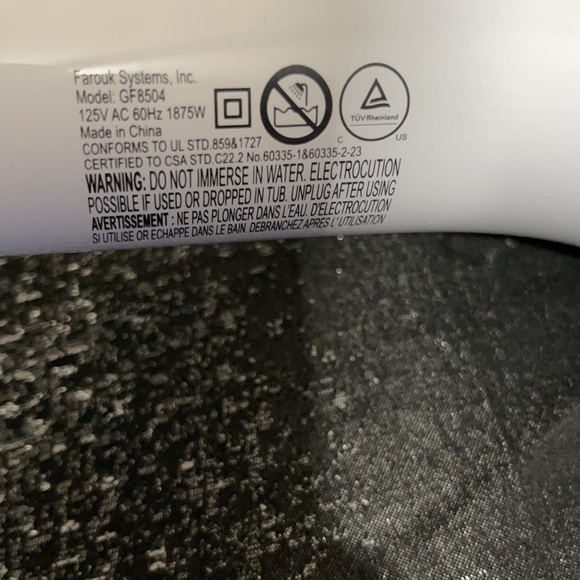 Farouk Systems, Inc.
Model: GF8504
125V AC 60Hz 1875W
Made in China
CONFORMS TO UL STD.859&1727
CERTIFIED TO CSA STD.C22.2 No.60335-1&60335-2-23
WARNING: DO NOT IMMERSE IN WATER. ELECTROCUTION
POSSIBLE IF USED OR DROPPED IN TUB. UNPLUG AFTER USING
AVERTISSEMENT : NE PAS PLONGER DANS L'EAU. D'ELECTROCUTION
SI UTILISE OR ECHAPPE DANS LE BAIN. DEBRANCHEZ APRES L'UTILISATION
TÜVRheinland
C US